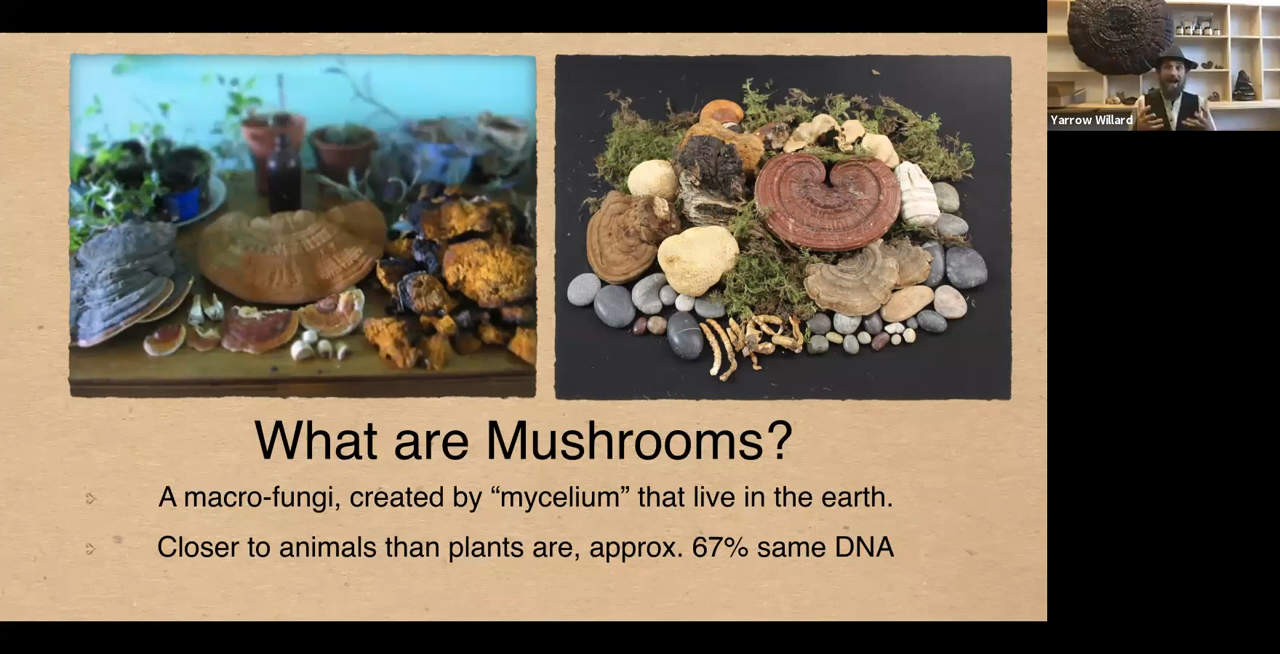 Yarrow Willard
What are Mushrooms?
A macro-fungi, created by “mycelium” that live in the earth.
Closer to animals than plants are, approx. 67% same DNA